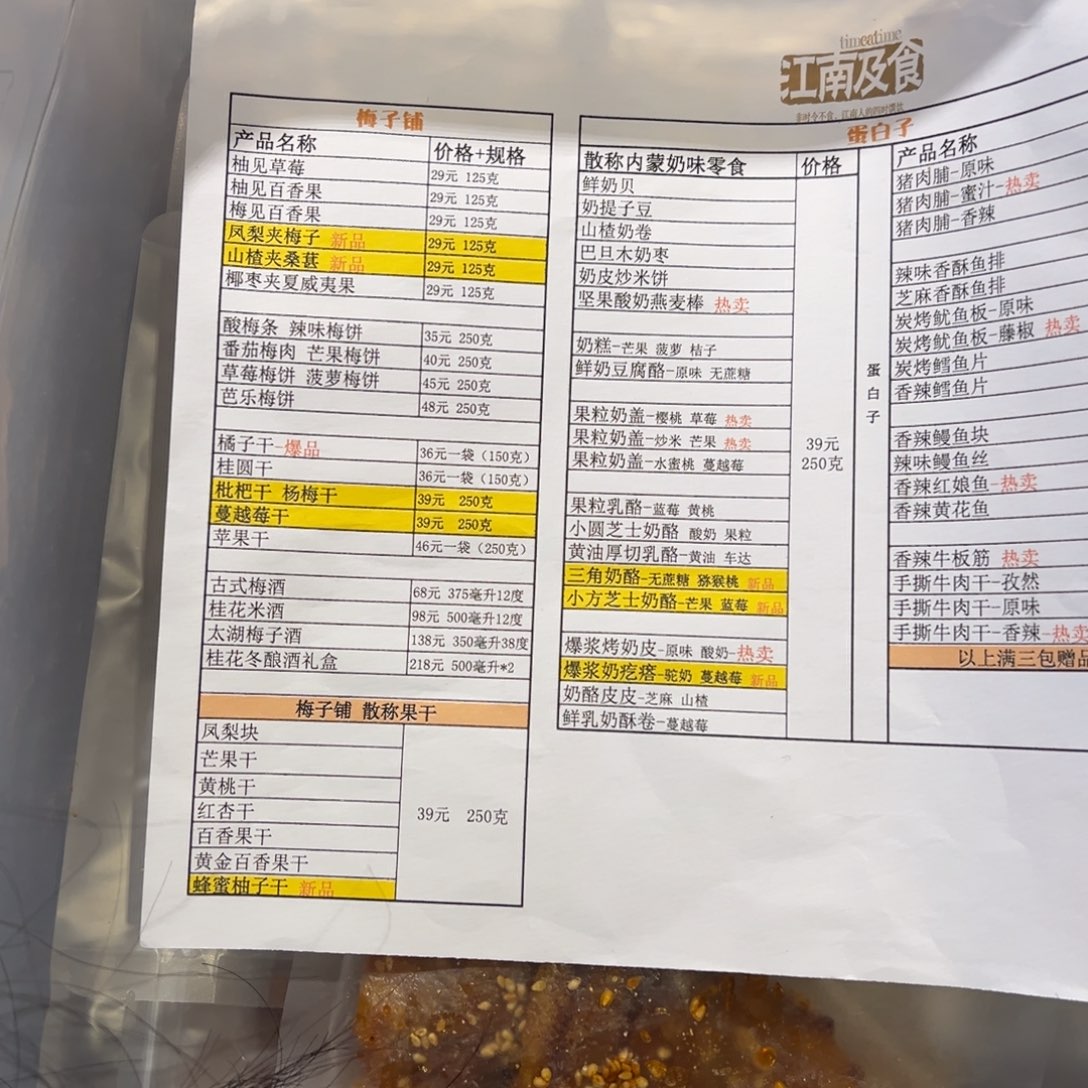 timeatime
江南及食
非时令不食、江南人的四时馈社
梅子铺
产品名称 价格+规格
柚见草莓 29元 125克
柚见百香果 29元 125克
梅见百香果 29元 125克
凤梨夹梅子 新品 29元 125克
山楂夹桑葚 新品 29元 125克
椰枣夹夏威夷果 29元 125克
酸梅条 辣味梅饼 35元 250克
番茄梅肉 芒果梅饼 40元 250克
草莓梅饼 菠萝梅饼 45元 250克
芭乐梅饼 48元 250克
橘子干-爆品 36元一袋（150克）
桂圆干 36元一袋（150克）
枇杷干 杨梅干 39元 250克
蔓越莓干 39元 250克
苹果干 46元一袋（250克）
古式梅酒 68元 375毫升12度
桂花米酒 98元 500毫升12度
太湖梅子酒 138元 350毫升38度
桂花冬酿酒礼盒 218元 500毫升*2
梅子铺 散称果干
凤梨块
芒果干
黄桃干
红杏干
39元 250克
百香果干
黄金百香果干
蜂蜜柚子干 新品
蛋白子
散称内蒙奶味零食 价格
鲜奶贝
奶提子豆
山楂奶卷
巴旦木奶枣
奶皮炒米饼
坚果酸奶燕麦棒 热卖
奶糕-芒果 菠萝 桔子
鲜奶豆腐酪-原味 无蔗糖
果粒奶盖-樱桃 草莓 热卖
果粒奶盖-炒米 芒果 热卖
果粒奶盖-水蜜桃 蔓越莓
39元
250克
果粒乳酪-蓝莓 黄桃
小圆芝士奶酪 酸奶 果粒
黄油厚切乳酪-黄油 车达
三角奶酪-无蔗糖 猕猴桃 新品
小方芝士奶酪-芒果 蓝莓 新品
爆浆烤奶皮-原味 酸奶-热卖
爆浆奶疙瘩-驼奶 蔓越莓 新品
奶酪皮皮-芝麻 山楂
鲜乳奶酥卷-蔓越莓
蛋
白
子
产品名称
猪肉脯-原味
猪肉脯-蜜汁-热卖
猪肉脯-香辣
辣味香酥鱼排
芝麻香酥鱼排
炭烤鱿鱼板-原味
炭烤鱿鱼板-藤椒 热卖
炭烤鳕鱼片
香辣鳕鱼片
香辣鳗鱼块
辣味鳗鱼丝
香辣红娘鱼-热卖
香辣黄花鱼
香辣牛板筋 热卖
手撕牛肉干-孜然
手撕牛肉干-原味
手撕牛肉干-香辣-热卖
以上满三包赠品